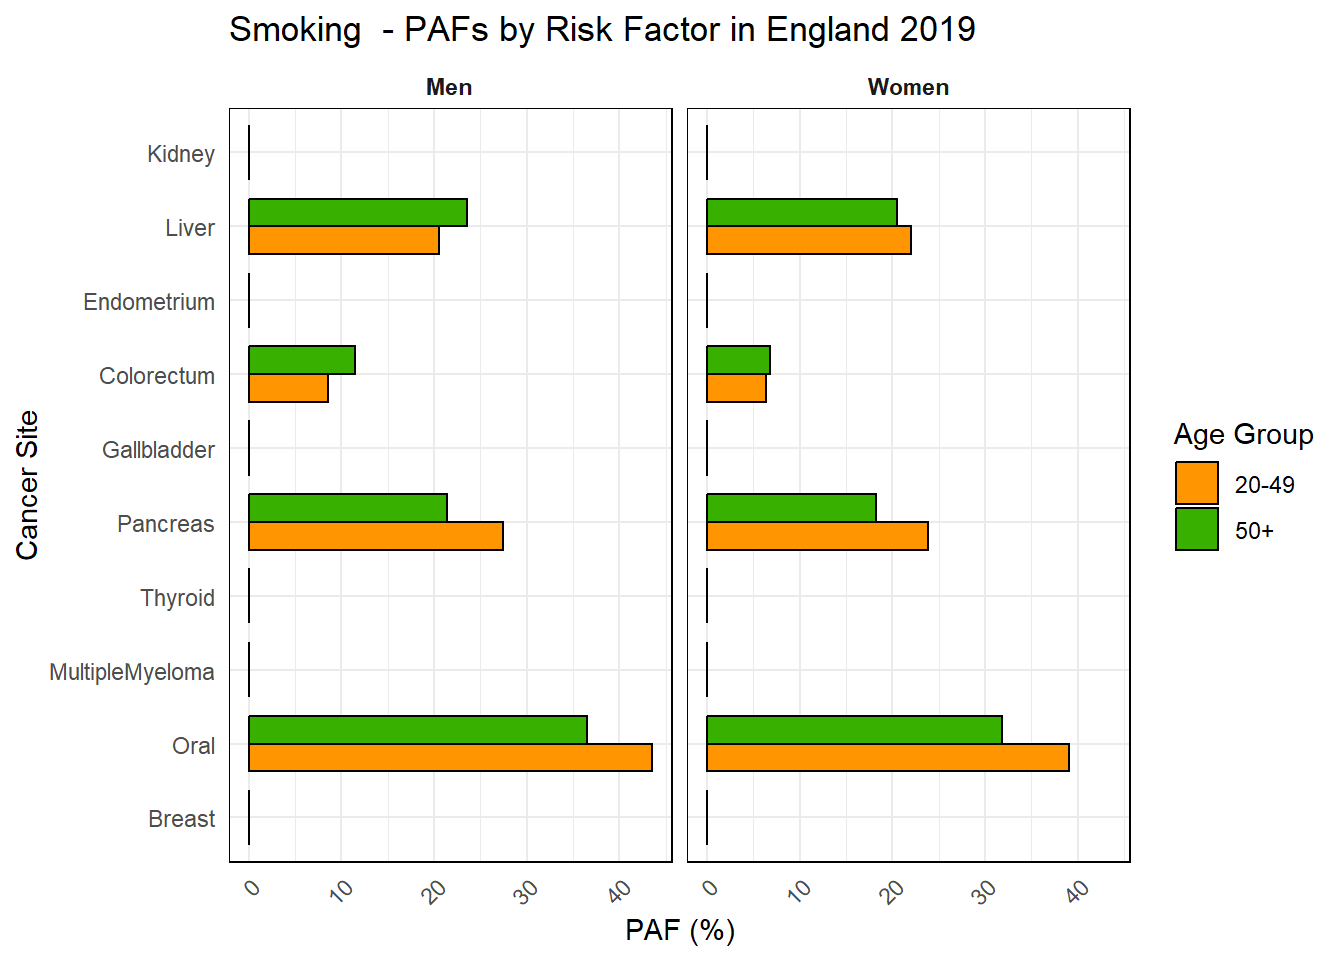 Smoking  - PAFs by Risk Factor in England 2019
Men
Women
Cancer Site
Kidney
Liver
Endometrium
Colorectum
Gallbladder
Pancreas
Thyroid
MultipleMyeloma
Oral
Breast
0 10 20 30 40
0 10 20 30 40
PAF (%)
Age Group
20-49
50+